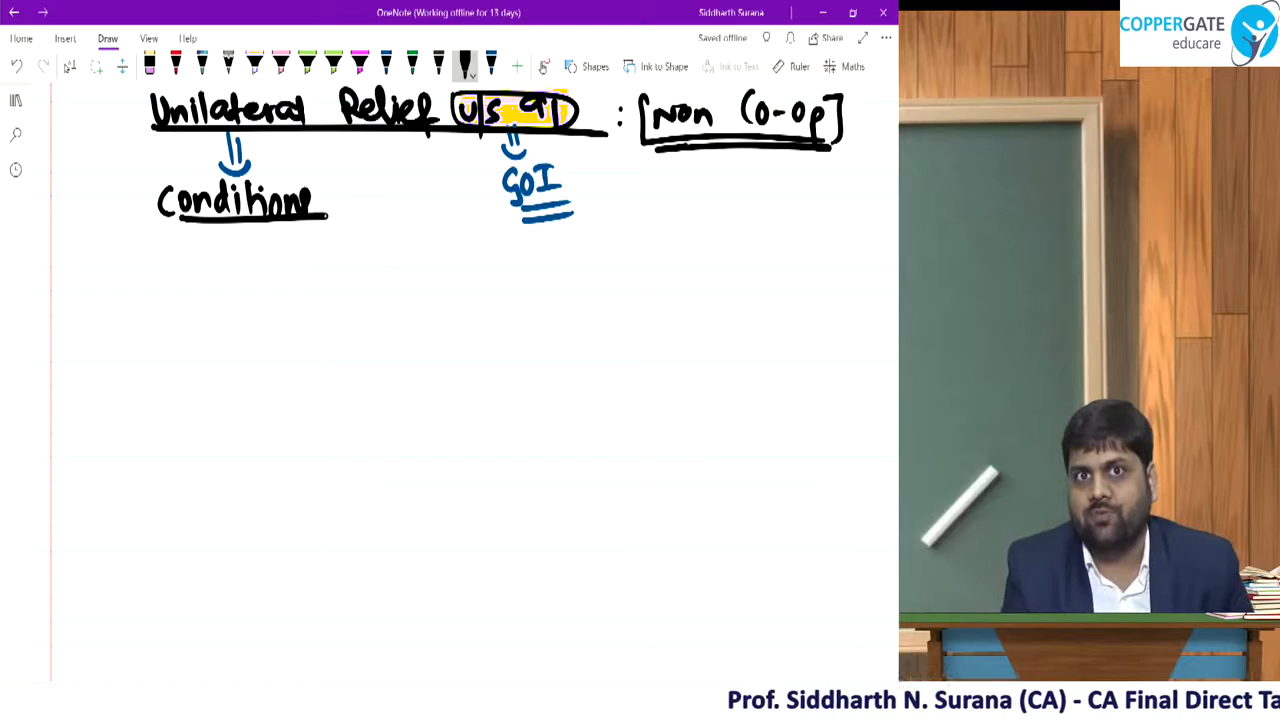 OneNote (Working offline for 13 days)
Siddharth Surana
COPPERGATE
educare
Home Insert Draw View Help
Saved offline
Share
Shapes
Ink to Shape
Ink to Text
Ruler
Maths
Unilateral Relief u/s 91 : [Non Co-op]
GOI
Conditions
Prof. Siddharth N. Surana (CA) - CA Final Direct Ta